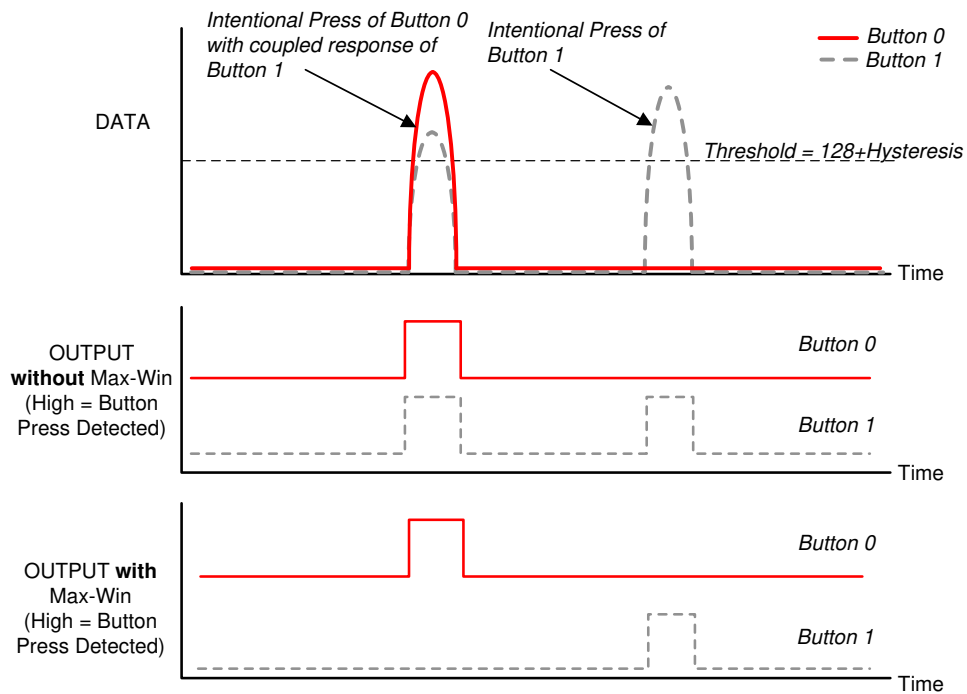 Intentional Press of Button 0
with coupled response of
Button 1
Intentional Press of
Button 1
Button 0
Button 1
DATA
Threshold = 128+Hysteresis
Time
OUTPUT
without Max-Win
(High = Button
Press Detected)
Button 0
Button 1
Time
OUTPUT with
Max-Win
(High = Button
Press Detected)
Button 0
Button 1
Time